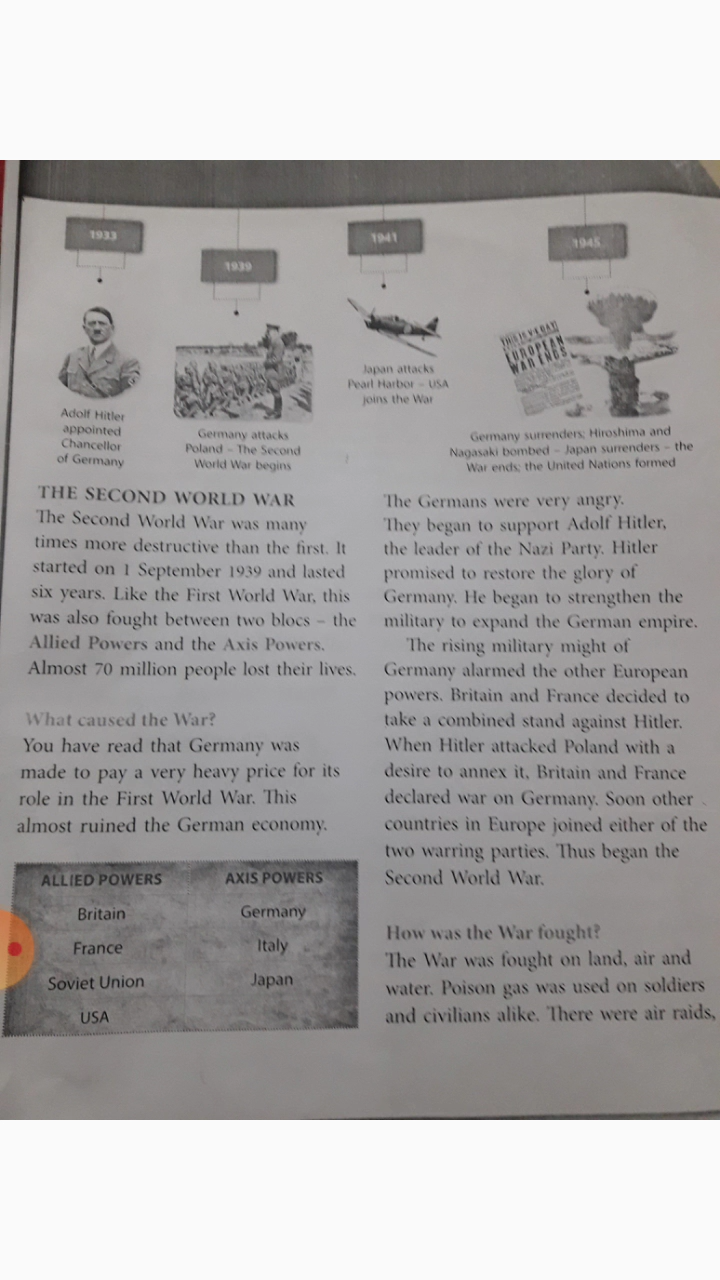 1933
1939
1941
1945
Adolf Hitler
appointed
Chancellor
of Germany
Germany attacks
Poland – The Second
World War begins
Japan attacks
Pearl Harbor – USA
joins the War
THIS IS V-E DAY
EUROPEAN
WAR ENDS
Germany surrenders; Hiroshima and
Nagasaki bombed – Japan surrenders – the
War ends; the United Nations formed
THE SECOND WORLD WAR
The Second World War was many
times more destructive than the first. It
started on 1 September 1939 and lasted
six years. Like the First World War, this
was also fought between two blocs – the
Allied Powers and the Axis Powers.
Almost 70 million people lost their lives.
What caused the War?
You have read that Germany was
made to pay a very heavy price for its
role in the First World War. This
almost ruined the German economy.
ALLIED POWERS AXIS POWERS
Britain Germany
France Italy
Soviet Union Japan
USA
The Germans were very angry.
They began to support Adolf Hitler,
the leader of the Nazi Party. Hitler
promised to restore the glory of
Germany. He began to strengthen the
military to expand the German empire.
The rising military might of
Germany alarmed the other European
powers. Britain and France decided to
take a combined stand against Hitler.
When Hitler attacked Poland with a
desire to annex it, Britain and France
declared war on Germany. Soon other
countries in Europe joined either of the
two warring parties. Thus began the
Second World War.
How was the War fought?
The War was fought on land, air and
water. Poison gas was used on soldiers
and civilians alike. There were air raids,